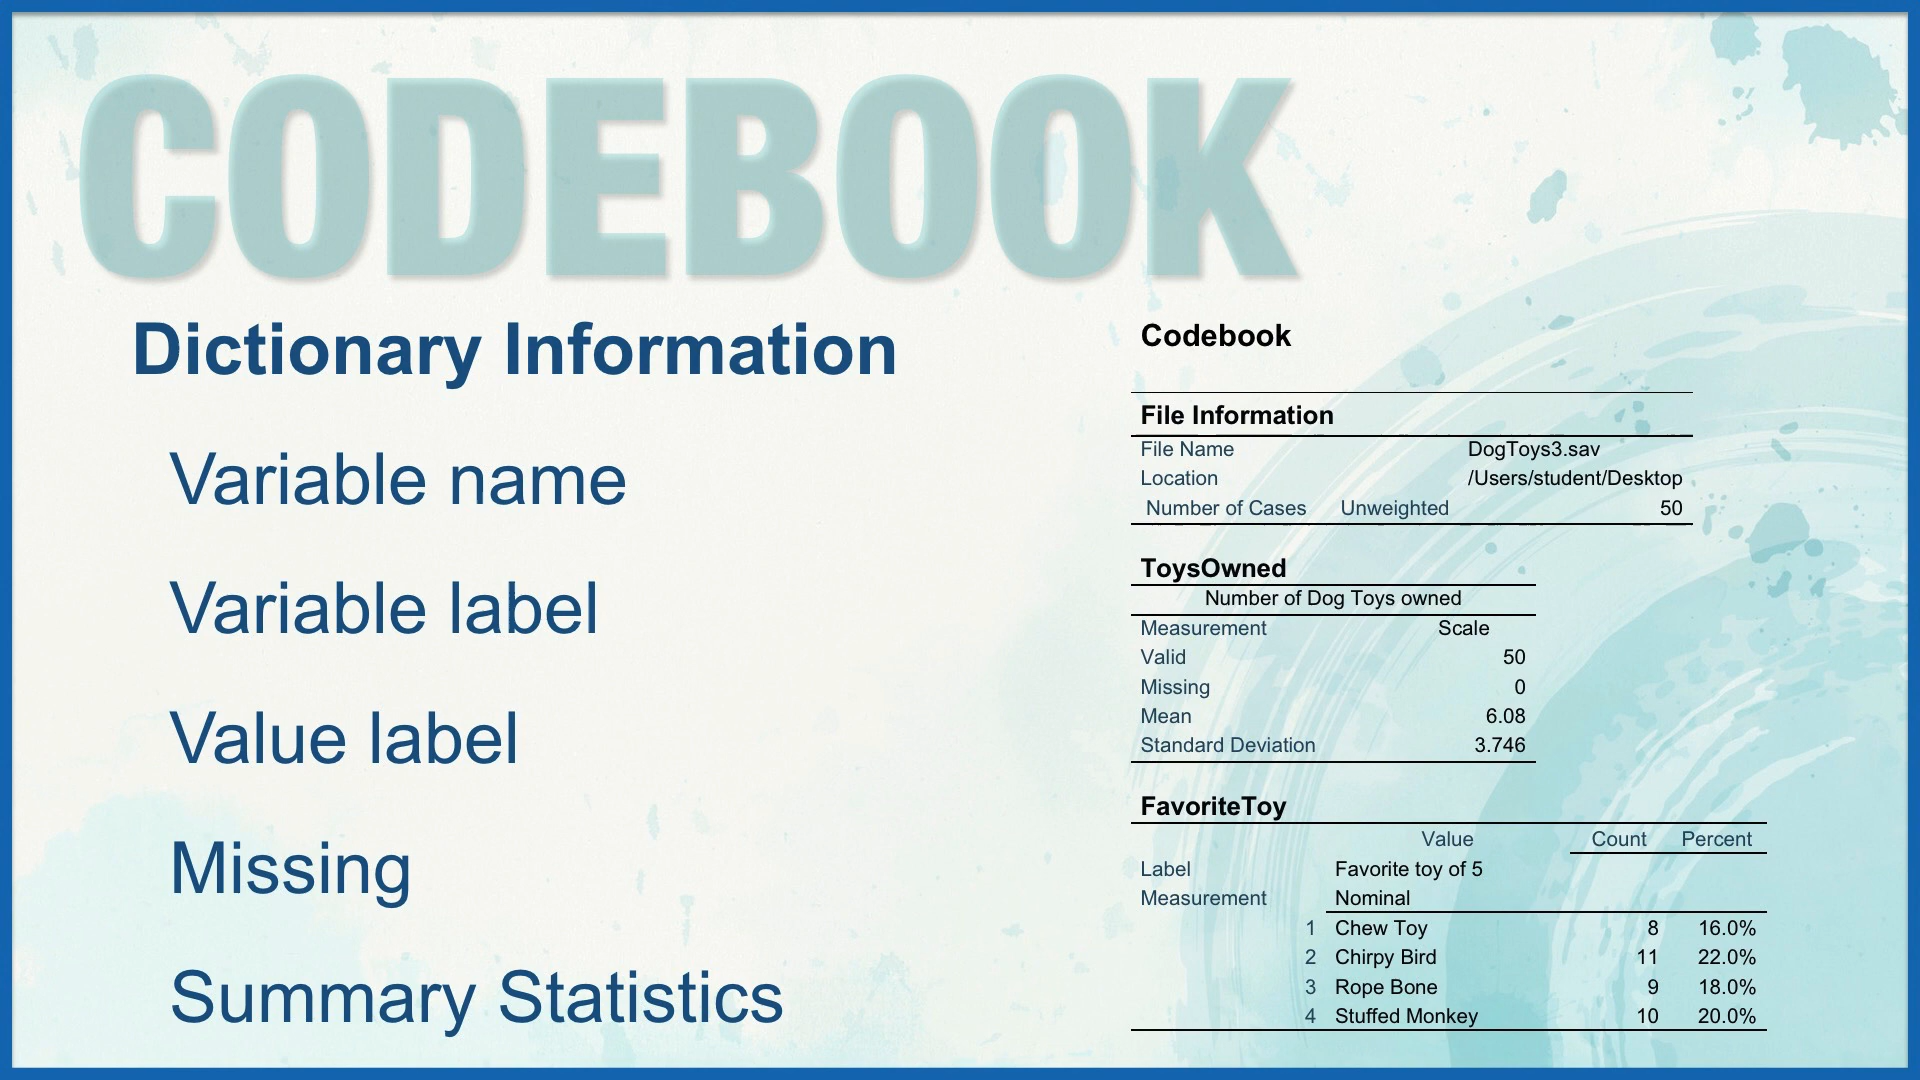 CODEBOOK
Dictionary Information
Variable name
Variable label
Value label
Missing
Summary Statistics
Codebook
File Information
File Name DogToys3.sav
Location /Users/student/Desktop
Number of Cases Unweighted 50
ToysOwned
Number of Dog Toys owned
Measurement Scale
Valid 50
Missing 0
Mean 6.08
Standard Deviation 3.746
FavoriteToy
Value Count Percent
Label Favorite toy of 5
Measurement Nominal
1 Chew Toy 8 16.0%
2 Chirpy Bird 11 22.0%
3 Rope Bone 9 18.0%
4 Stuffed Monkey 10 20.0%